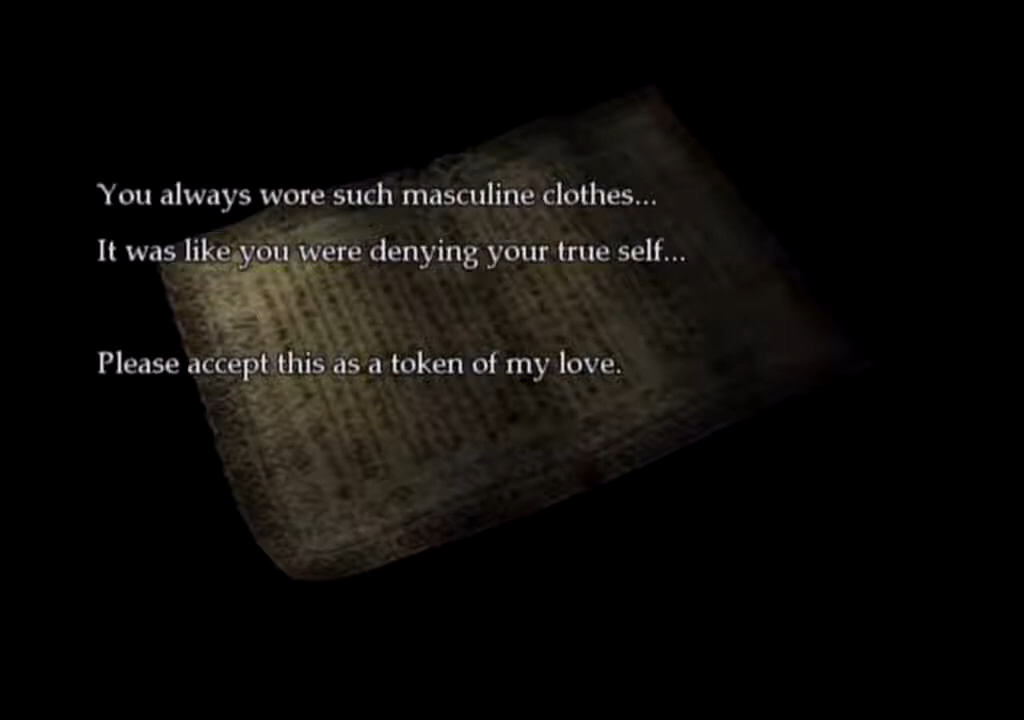 You always wore such masculine clothes...
It was like you were denying your true self...
Please accept this as a token of my love.